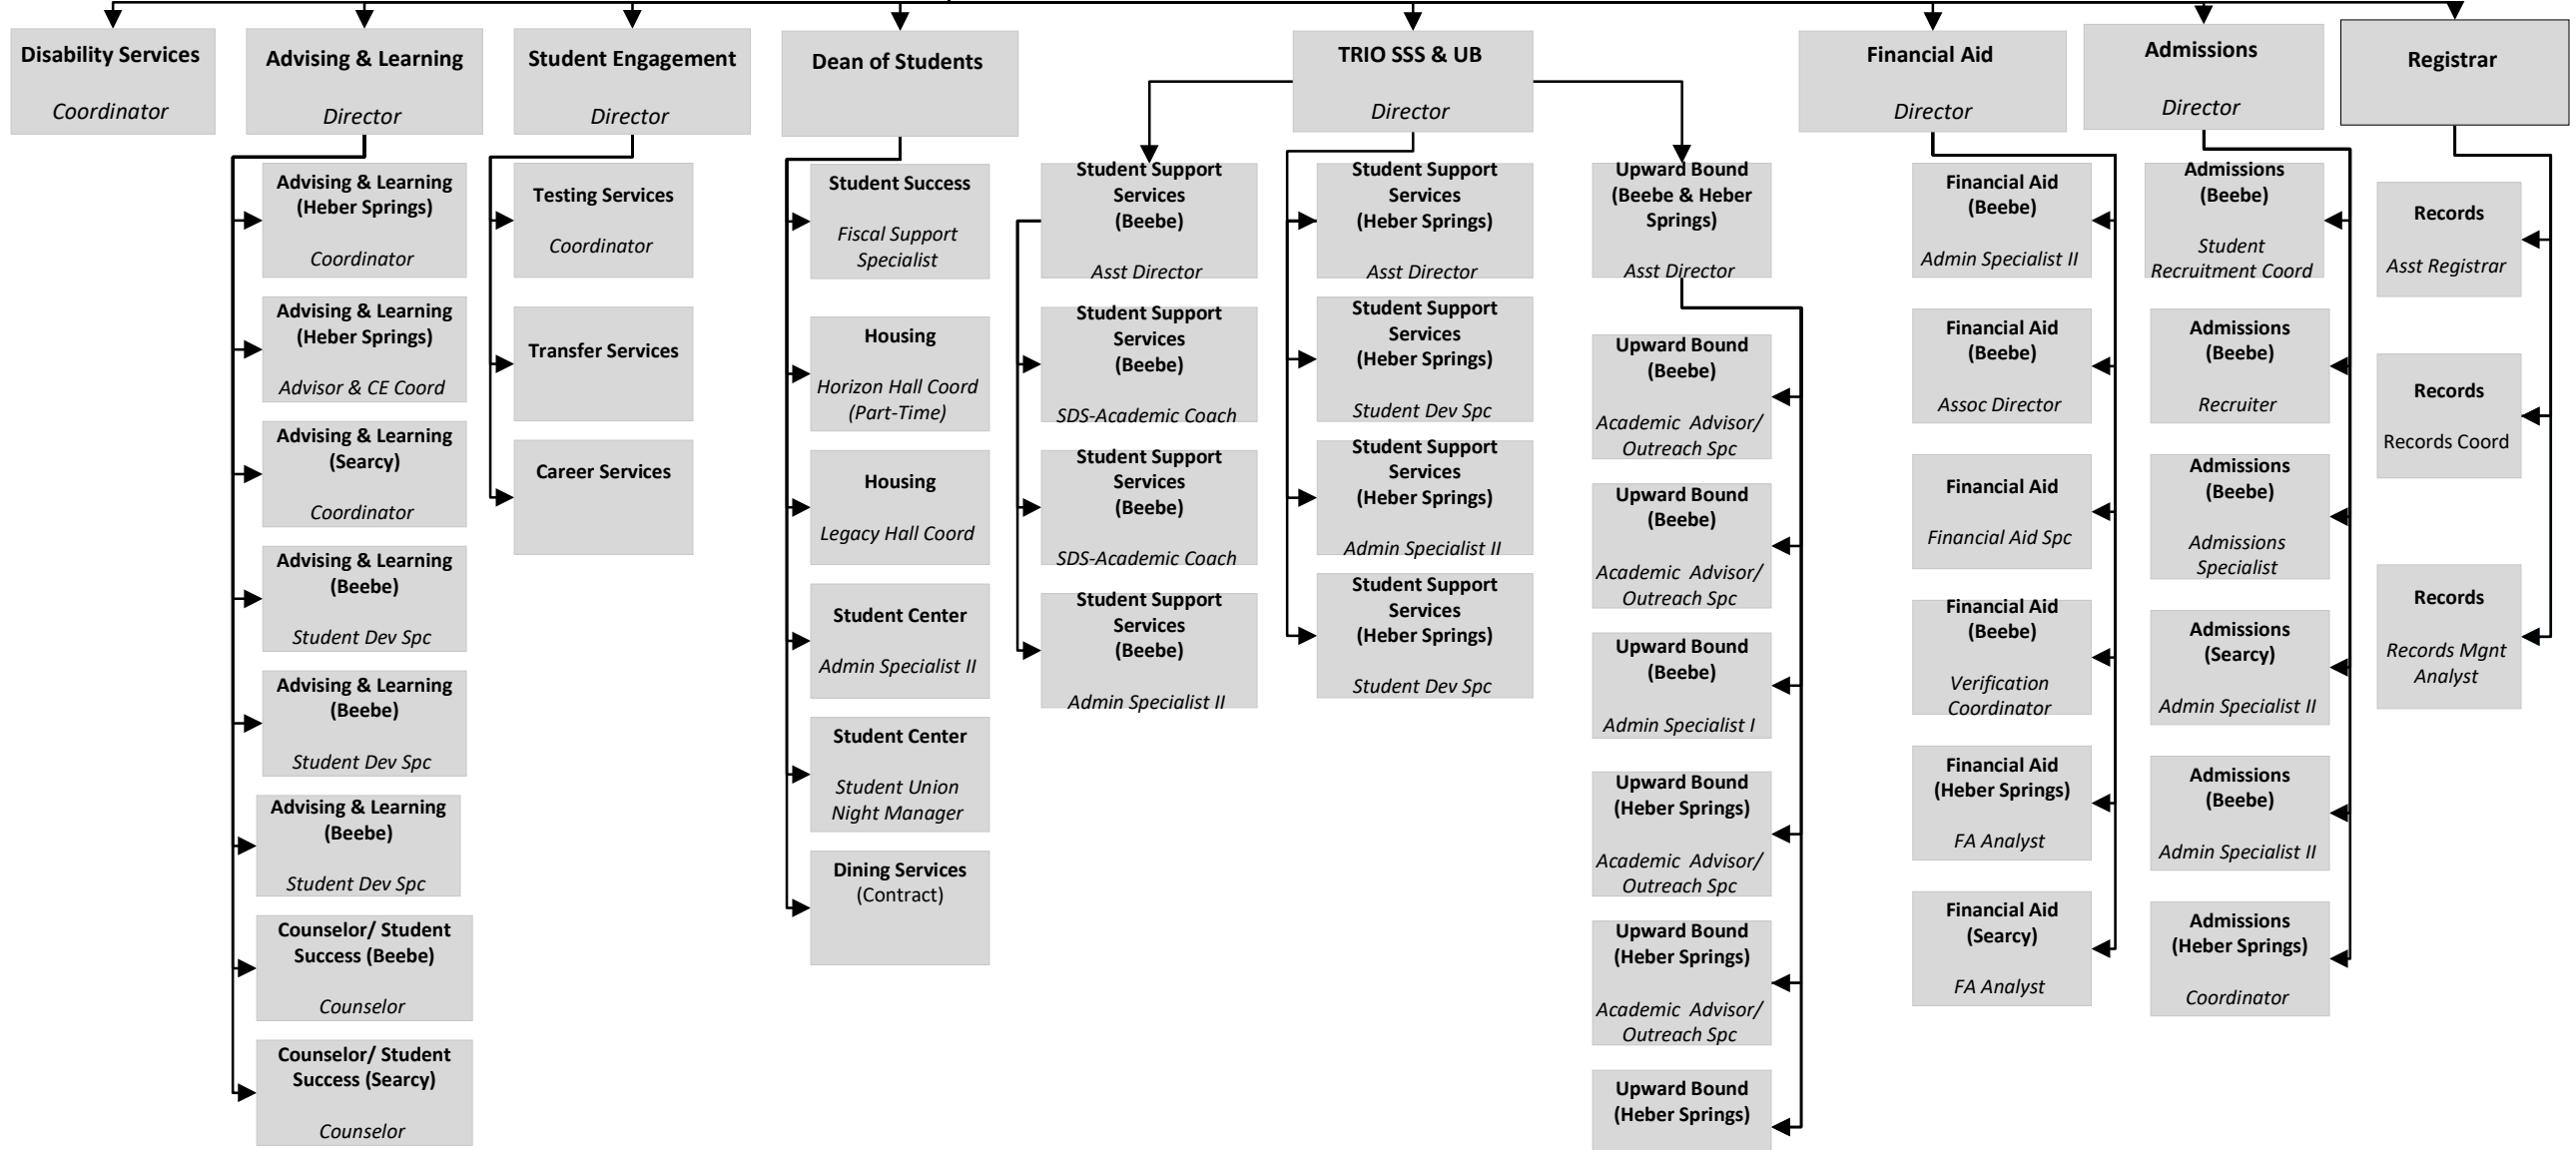 Disability Services
Coordinator
Advising & Learning
Director
Advising & Learning
(Heber Springs)
Coordinator
Advising & Learning
(Heber Springs)
Advisor & CE Coord
Advising & Learning
(Searcy)
Coordinator
Advising & Learning
(Beebe)
Student Dev Spc
Advising & Learning
(Beebe)
Student Dev Spc
Advising & Learning
(Beebe)
Student Dev Spc
Counselor/ Student
Success (Beebe)
Counselor
Counselor/ Student
Success (Searcy)
Counselor
Student Engagement
Director
Testing Services
Coordinator
Transfer Services
Career Services
Dean of Students
Student Success
Fiscal Support
Specialist
Housing
Horizon Hall Coord
(Part-Time)
Housing
Legacy Hall Coord
Student Center
Admin Specialist II
Student Center
Student Union
Night Manager
Dining Services
(Contract)
TRIO SSS & UB
Director
Student Support
Services
(Beebe)
Asst Director
Student Support
Services
(Beebe)
SDS-Academic Coach
Student Support
Services
(Beebe)
SDS-Academic Coach
Student Support
Services
(Beebe)
Admin Specialist II
Student Support
Services
(Heber Springs)
Asst Director
Student Support
Services
(Heber Springs)
Student Dev Spc
Student Support
Services
(Heber Springs)
Admin Specialist II
Student Support
Services
(Heber Springs)
Student Dev Spc
Upward Bound
(Beebe & Heber
Springs)
Asst Director
Upward Bound
(Beebe)
Academic Advisor/
Outreach Spc
Upward Bound
(Beebe)
Academic Advisor/
Outreach Spc
Upward Bound
(Beebe)
Admin Specialist I
Upward Bound
(Heber Springs)
Academic Advisor/
Outreach Spc
Upward Bound
(Heber Springs)
Academic Advisor/
Outreach Spc
Upward Bound
(Heber Springs)
Financial Aid
Director
Financial Aid
(Beebe)
Admin Specialist II
Financial Aid
(Beebe)
Assoc Director
Financial Aid
Financial Aid Spc
Financial Aid
(Beebe)
Verification
Coordinator
Financial Aid
(Heber Springs)
FA Analyst
Financial Aid
(Searcy)
FA Analyst
Admissions
Director
Admissions
(Beebe)
Student
Recruitment Coord
Admissions
(Beebe)
Recruiter
Admissions
(Beebe)
Admissions
Specialist
Admissions
(Searcy)
Admin Specialist II
Admissions
(Beebe)
Admin Specialist II
Admissions
(Heber Springs)
Coordinator
Registrar
Records
Asst Registrar
Records
Records Coord
Records
Records Mgnt
Analyst